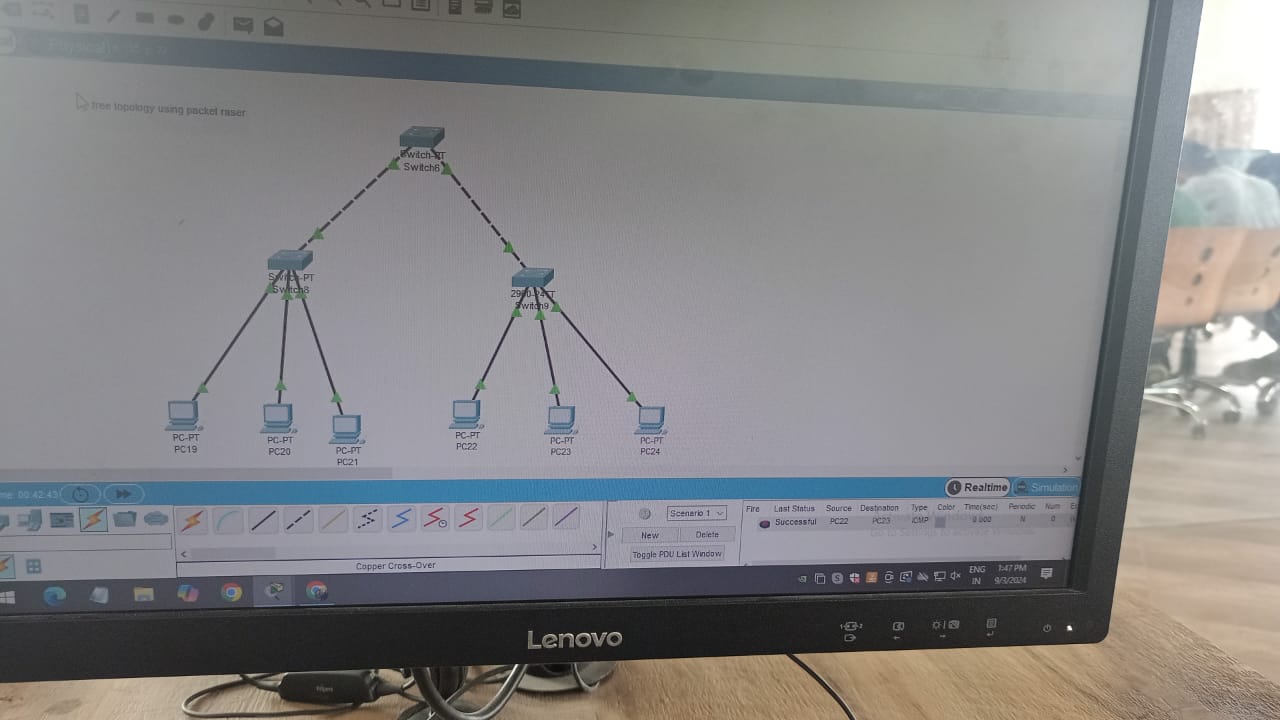 Physical
tree topology using packet raser
Switch-PT
Switch6
Switch-PT
Switch8
Switch9
PC-PT
PC19
PC-PT
PC20
PC-PT
PC21
PC-PT
PC22
PC-PT
PC23
PC-PT
PC24
me: 00:42:43
Realtime
Simulation
Scenario 1
New
Delete
Toggle PDU List Window
Fire Last Status Source Destination Type Color Time(sec) Periodic Num
Successful PC22 PC23 ICMP 0.000 N 0
Go to Settings to activate Windows.
Copper Cross-Over
ENG
IN
1:47 PM
9/3/2024
Lenovo